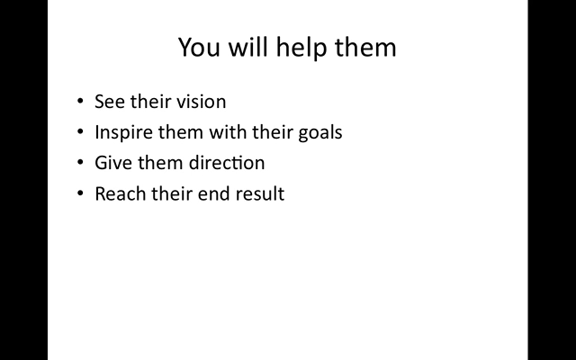 You will help them
• See their vision
• Inspire them with their goals
• Give them direction
• Reach their end result